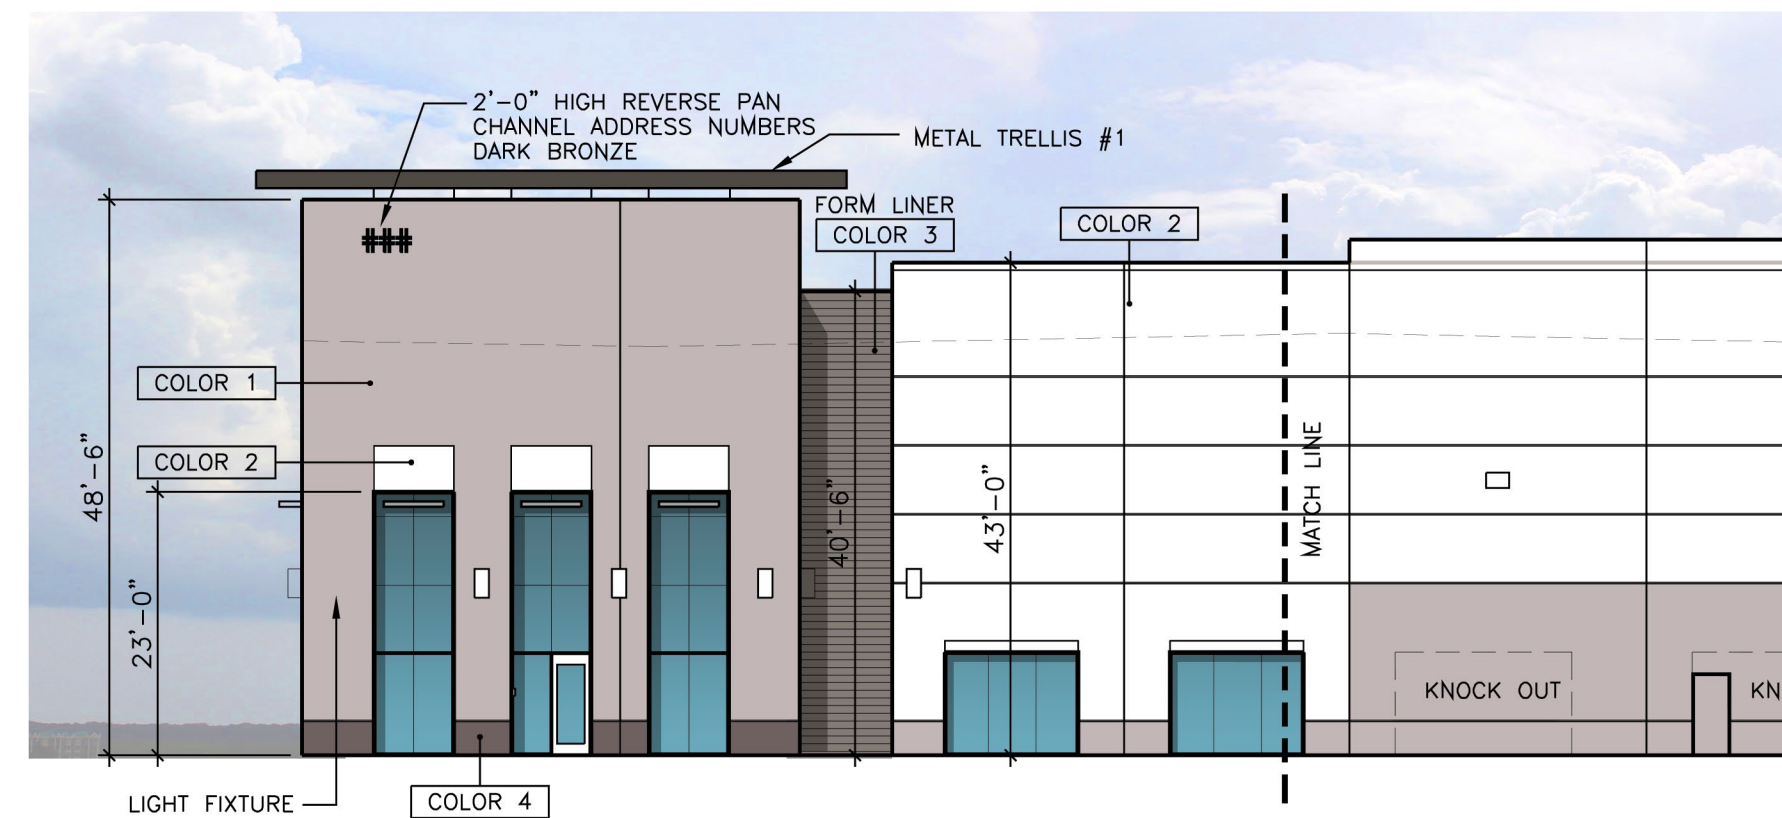 2'-0" HIGH REVERSE PAN
CHANNEL ADDRESS NUMBERS
DARK BRONZE
METAL TRELLIS #1
FORM LINER
COLOR 3
COLOR 2
COLOR 1
COLOR 2
48'-6"
23'-0"
40'-6"
43'-0"
MATCH LINE
KNOCK OUT
KN
LIGHT FIXTURE
COLOR 4
###